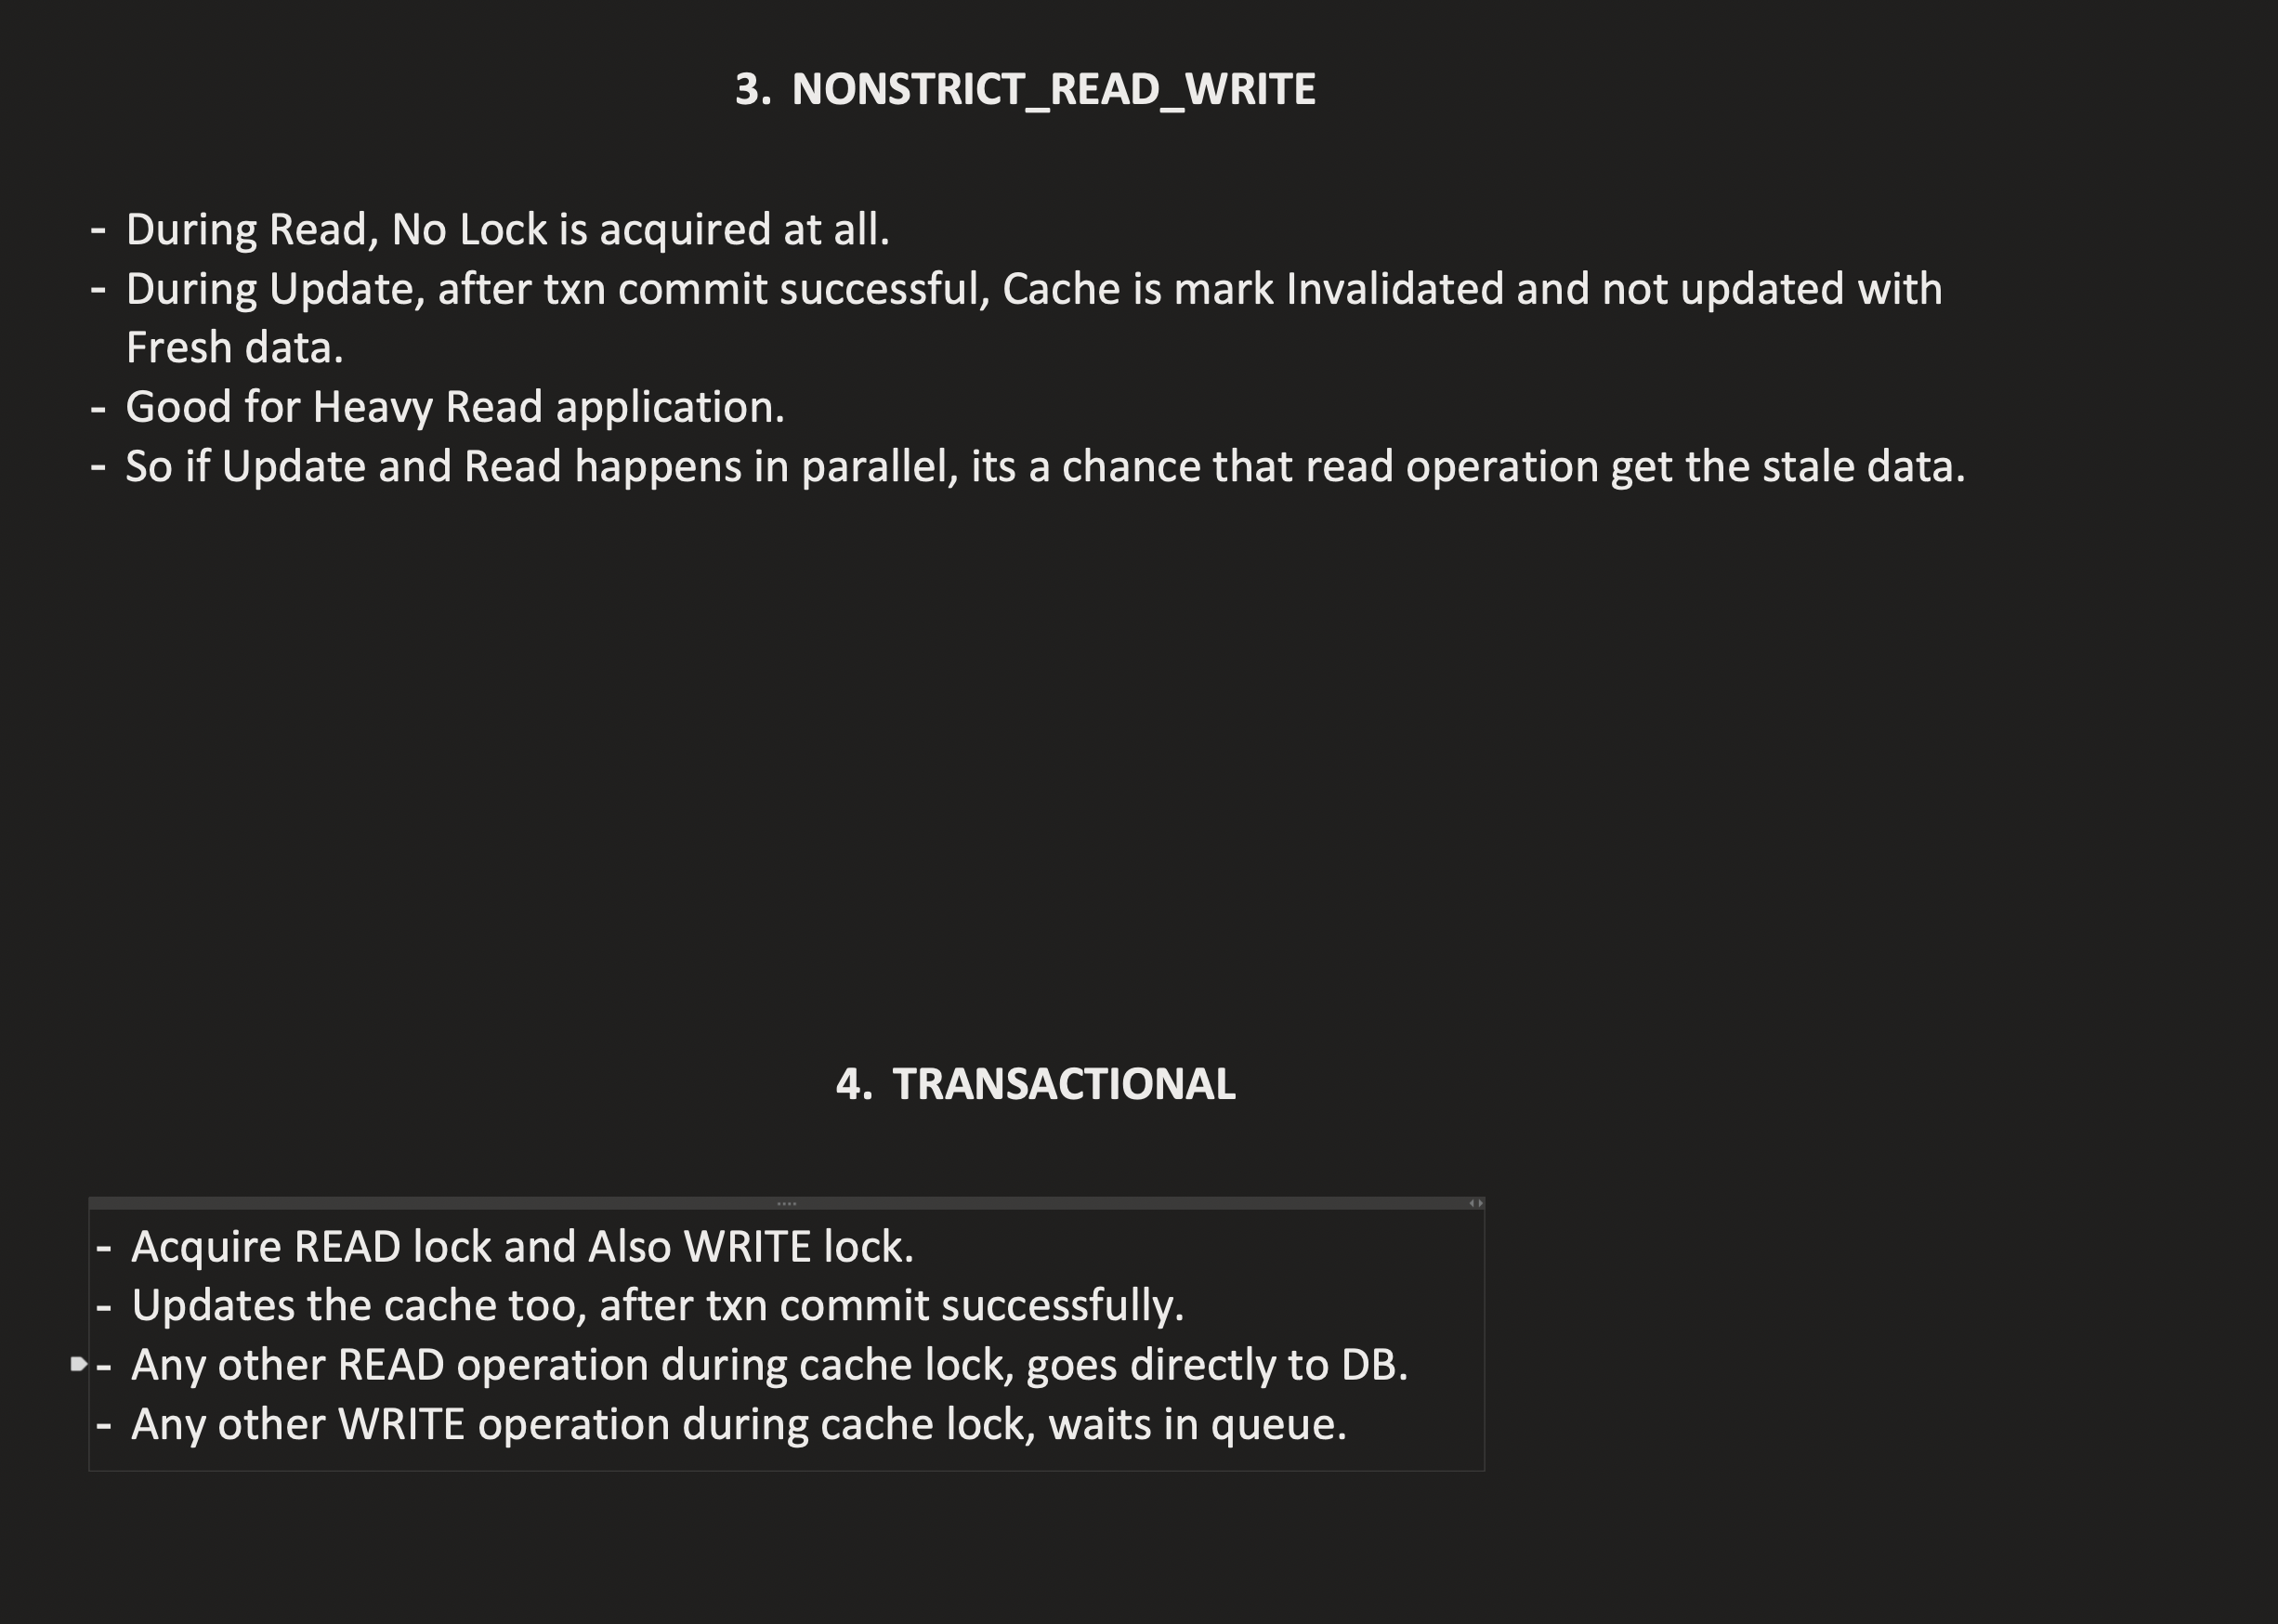 3. NONSTRICT_READ_WRITE
- During Read, No Lock is acquired at all.
- During Update, after txn commit successful, Cache is mark Invalidated and not updated with
Fresh data.
- Good for Heavy Read application.
- So if Update and Read happens in parallel, its a chance that read operation get the stale data.
4. TRANSACTIONAL
- Acquire READ lock and Also WRITE lock.
- Updates the cache too, after txn commit successfully.
- Any other READ operation during cache lock, goes directly to DB.
- Any other WRITE operation during cache lock, waits in queue.